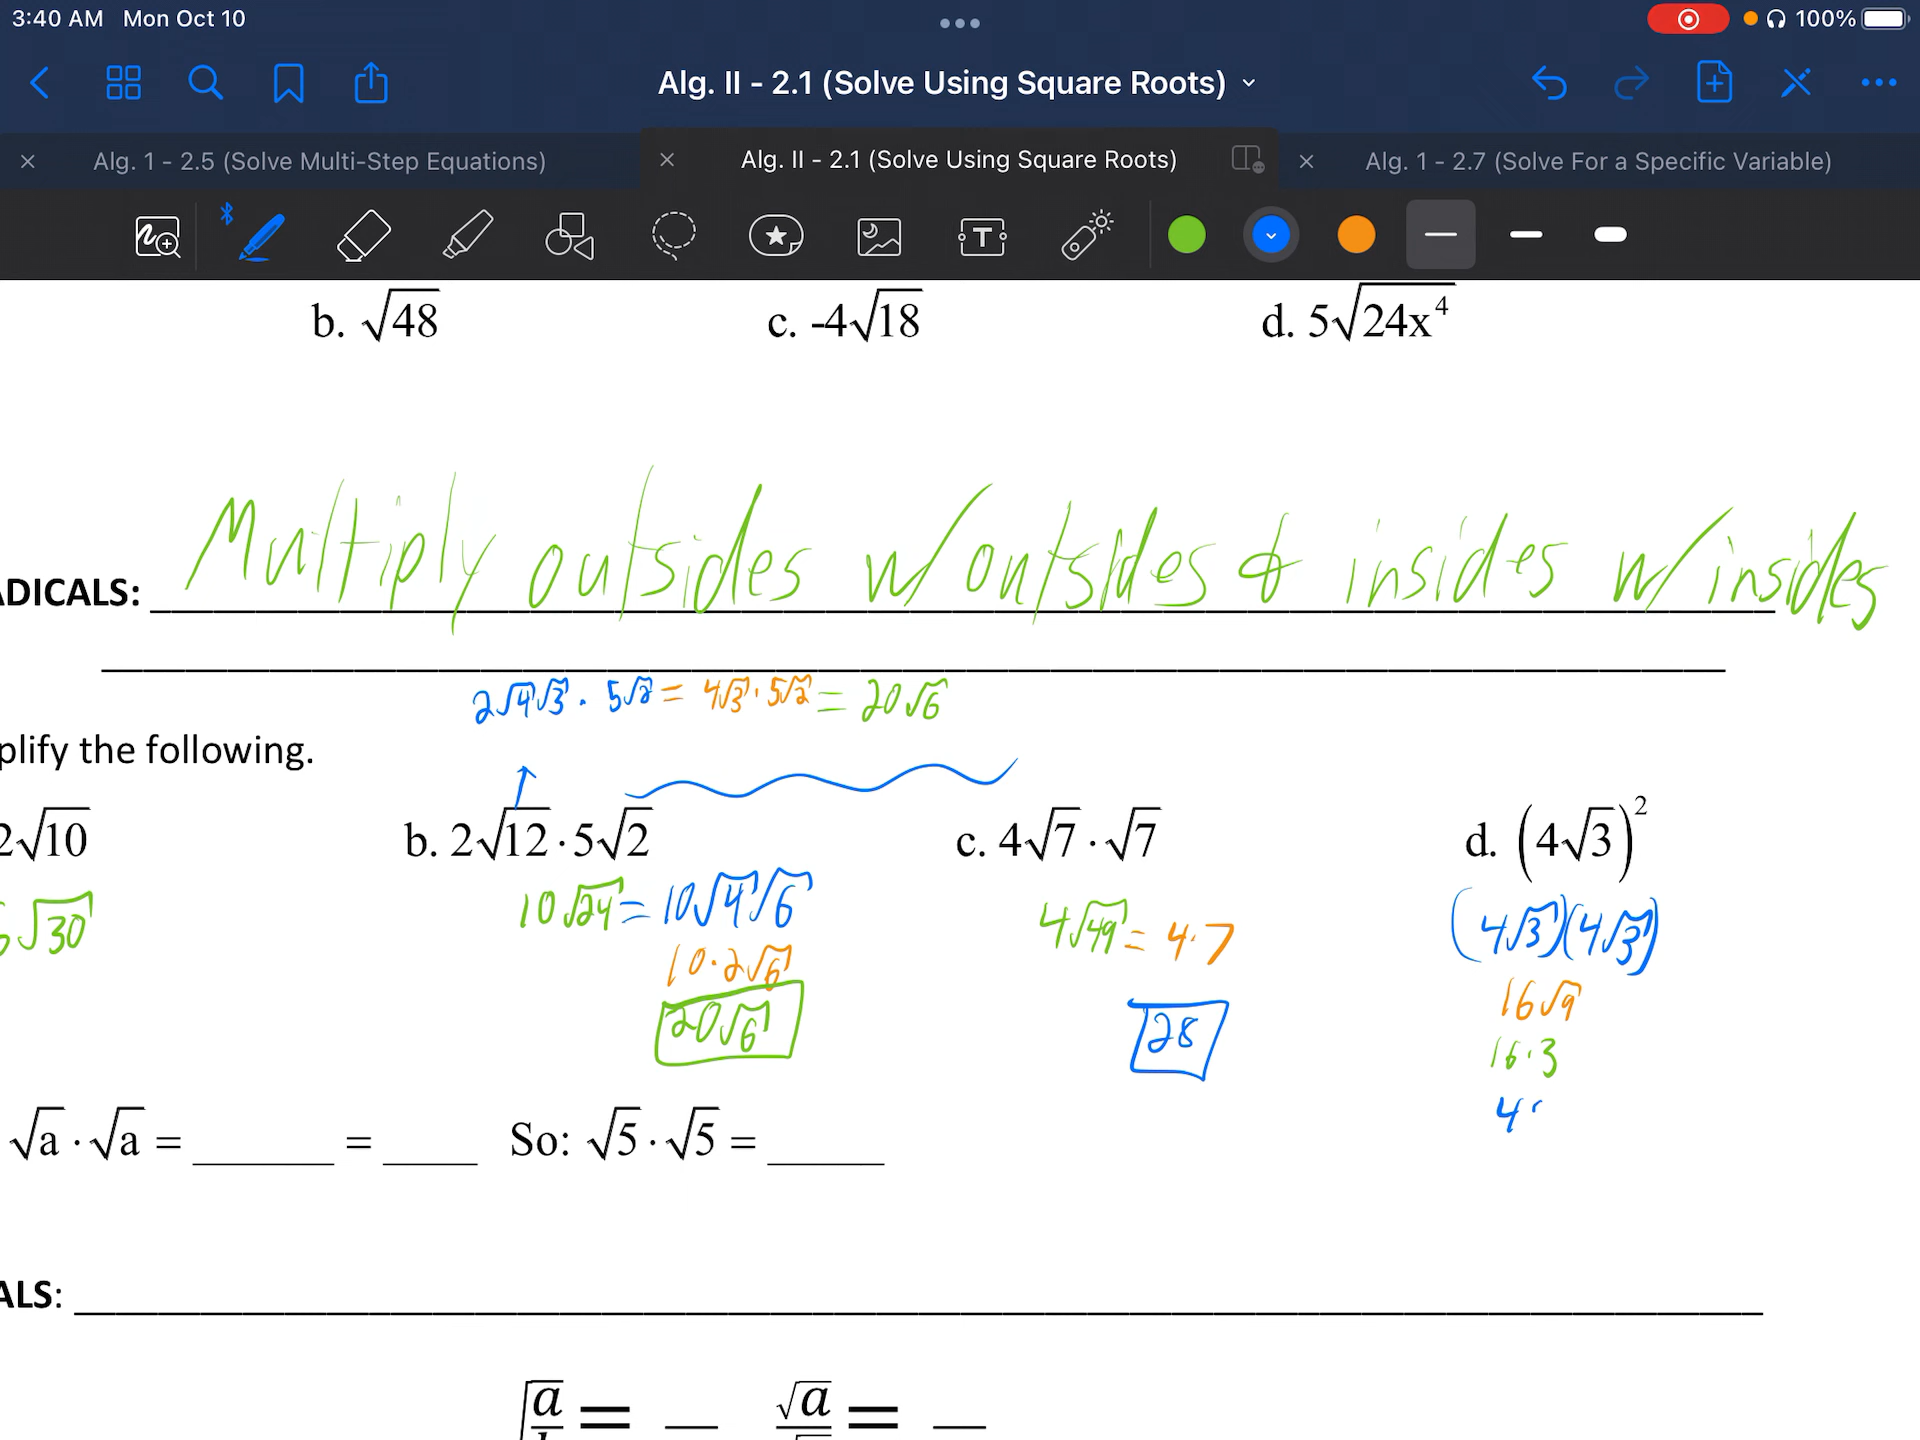 3:40 AM Mon Oct 10 100%
Alg. II - 2.1 (Solve Using Square Roots)
Alg. 1 - 2.5 (Solve Multi-Step Equations) Alg. II - 2.1 (Solve Using Square Roots) Alg. 1 - 2.7 (Solve For a Specific Variable)
b. √48 c. -4√18 d. 5√24x⁴
ADICALS: Multiply outsides w/ outsides & insides w/ insides
2√4√3 · 5√2 = 4√3 · 5√2 = 20√6
plify the following.
2√10 b. 2√12 · 5√2 c. 4√7 · √7 d. (4√3)²
√30 10√24 = 10√4√6 4√49 = 4·7 (4√3)(4√3)
10·2√6 16√9
20√6 28 16·3
4
√a · √a = ______ = ____ So: √5 · √5 = _____
ALS: ______
√a = _ √a = _